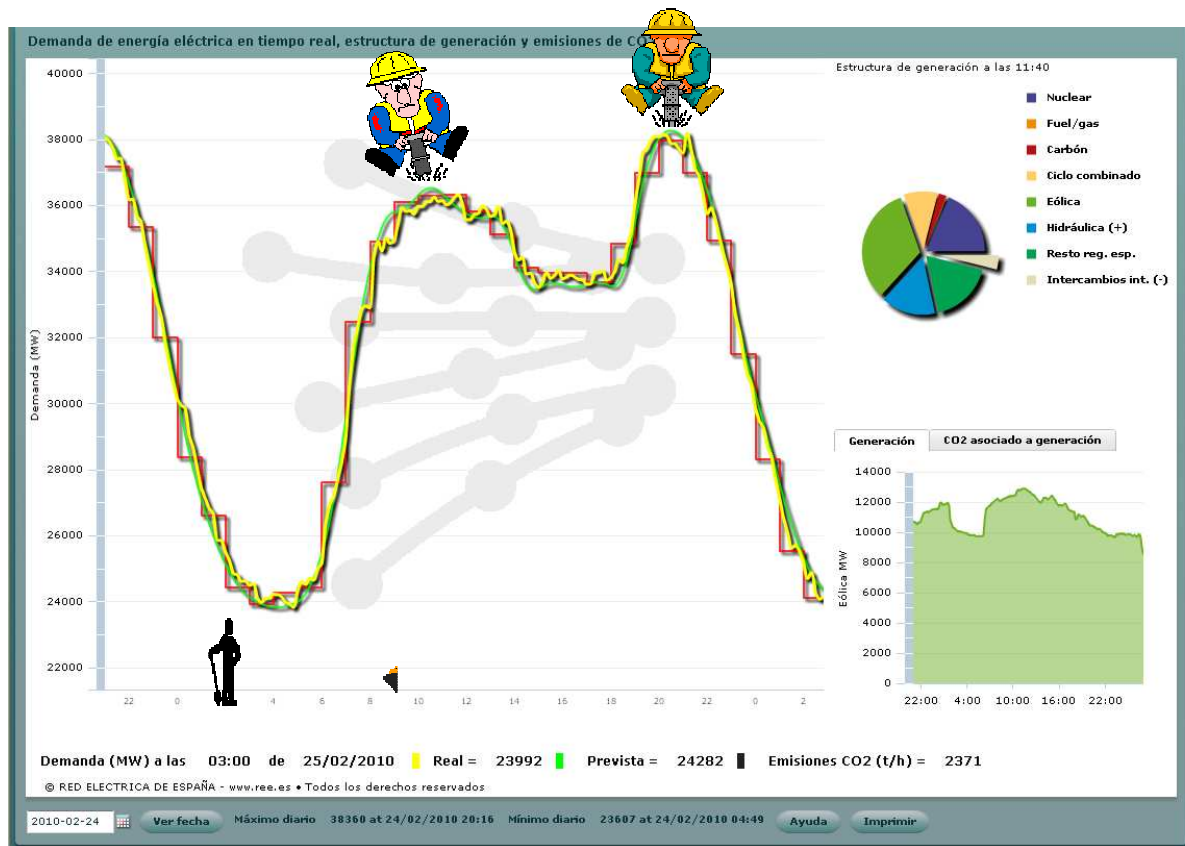 Demanda de energía eléctrica en tiempo real, estructura de generación y emisiones de CO
Estructura de generación a las 11:40
40000
38000
36000
34000
32000
30000
28000
26000
24000
22000
Demanda (MW)
22 0 2 4 6 8 10 12 14 16 18 20 22 0 2
Nuclear
Fuel/gas
Carbón
Ciclo combinado
Eólica
Hidráulica (+)
Resto reg. esp.
Intercambios int. (-)
Generación CO2 asociado a generación
14000
12000
10000
8000
6000
4000
2000
0
Eólica MW
22:00 4:00 10:00 16:00 22:00
Demanda (MW) a las 03:00 de 25/02/2010 Real = 23992 Prevista = 24282 Emisiones CO2 (t/h) = 2371
© RED ELECTRICA DE ESPAÑA - www.ree.es • Todos los derechos reservados
2010-02-24 Ver fecha Máximo diario 38360 at 24/02/2010 20:16 Mínimo diario 23607 at 24/02/2010 04:49 Ayuda Imprimir